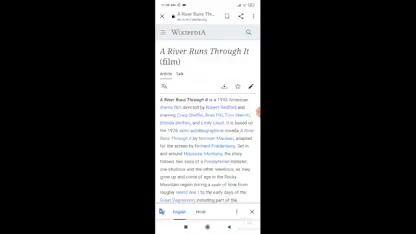 A River Runs Thr...
WIKIPEDIA
A River Runs Through It
(film)
Article Talk
A River Runs Through It is a 1992 American
drama film directed by Robert Redford and
starring Craig Sheffer, Brad Pitt, Tom Skerritt,
Brenda Blethyn, and Emily Lloyd. It is based on
the 1976 semi-autobiographical novella A River
Runs Through It by Norman Maclean, adapted
for the screen by Richard Friedenberg. Set in
and around Missoula, Montana, the story
follows two sons of a Presbyterian minister,
one studious and the other rebellious, as they
grow up and come of age in the Rocky
Mountain region during a span of time from
roughly World War I to the early days of the
Great Depression, including part of the
English Hindi